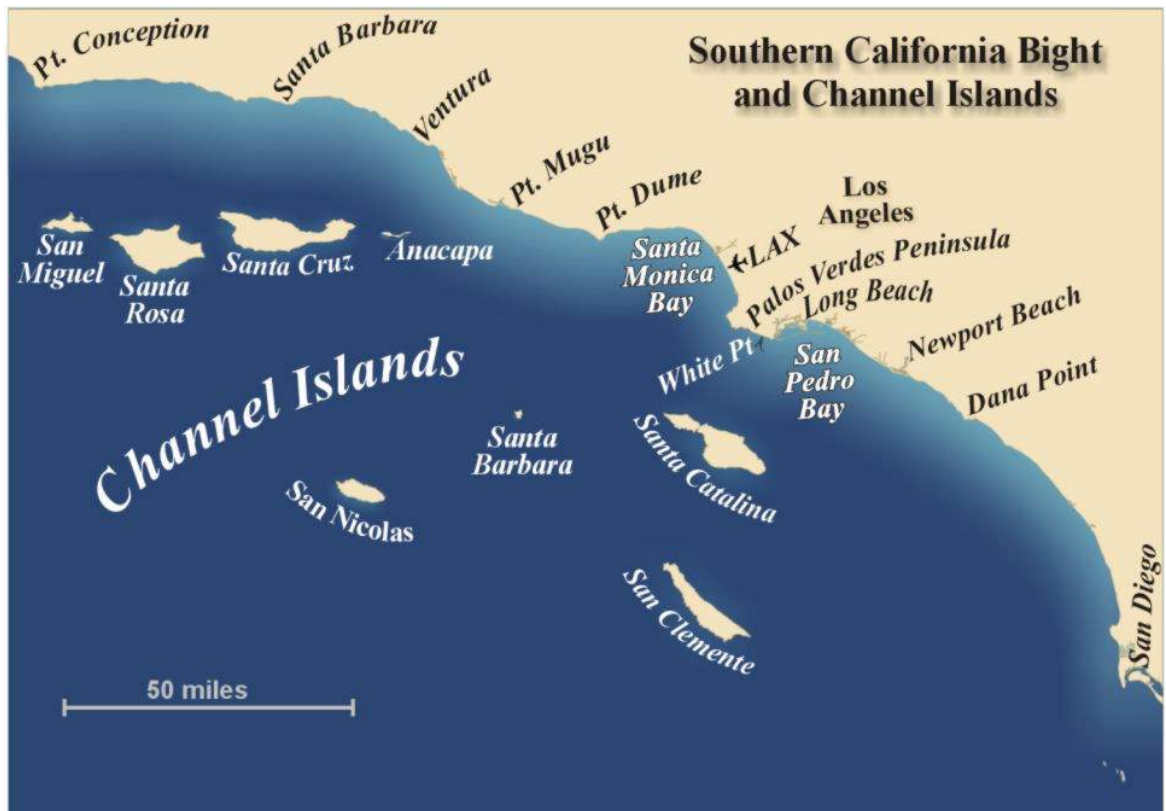 Pt. Conception
Santa Barbara
Southern California Bight
and Channel Islands
Ventura
Pt. Mugu
Pt. Dume
Los
Angeles
San
Miguel
Santa
Rosa
Santa Cruz
Anacapa
Santa
Monica
Bay
LAX
Palos Verdes Peninsula
Long Beach
Newport Beach
White Pt
San
Pedro
Bay
Dana Point
Channel Islands
Santa
Barbara
Santa Catalina
San Nicolas
San Clemente
San Diego
50 miles